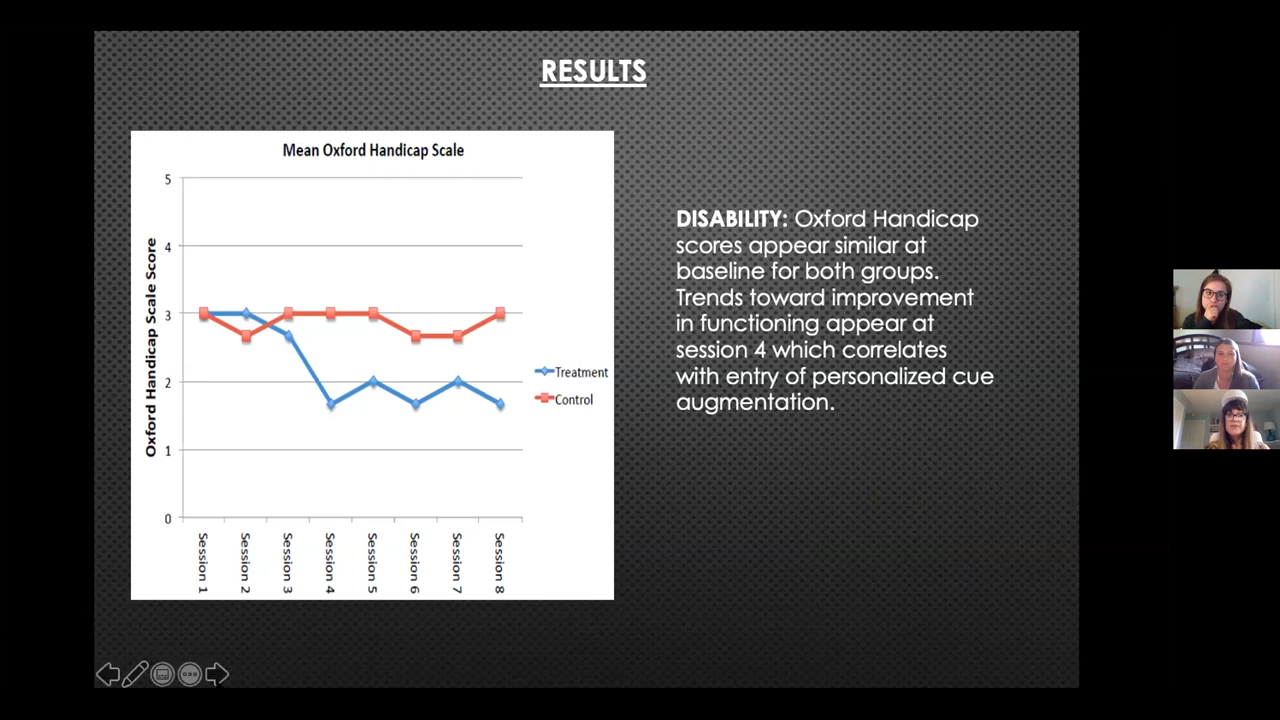 RESULTS
Mean Oxford Handicap Scale
Oxford Handicap Scale Score
5
4
3
2
1
0
Session 1
Session 2
Session 3
Session 4
Session 5
Session 6
Session 7
Session 8
Treatment
Control
DISABILITY: Oxford Handicap
scores appear similar at
baseline for both groups.
Trends toward improvement
in functioning appear at
session 4 which correlates
with entry of personalized cue
augmentation.